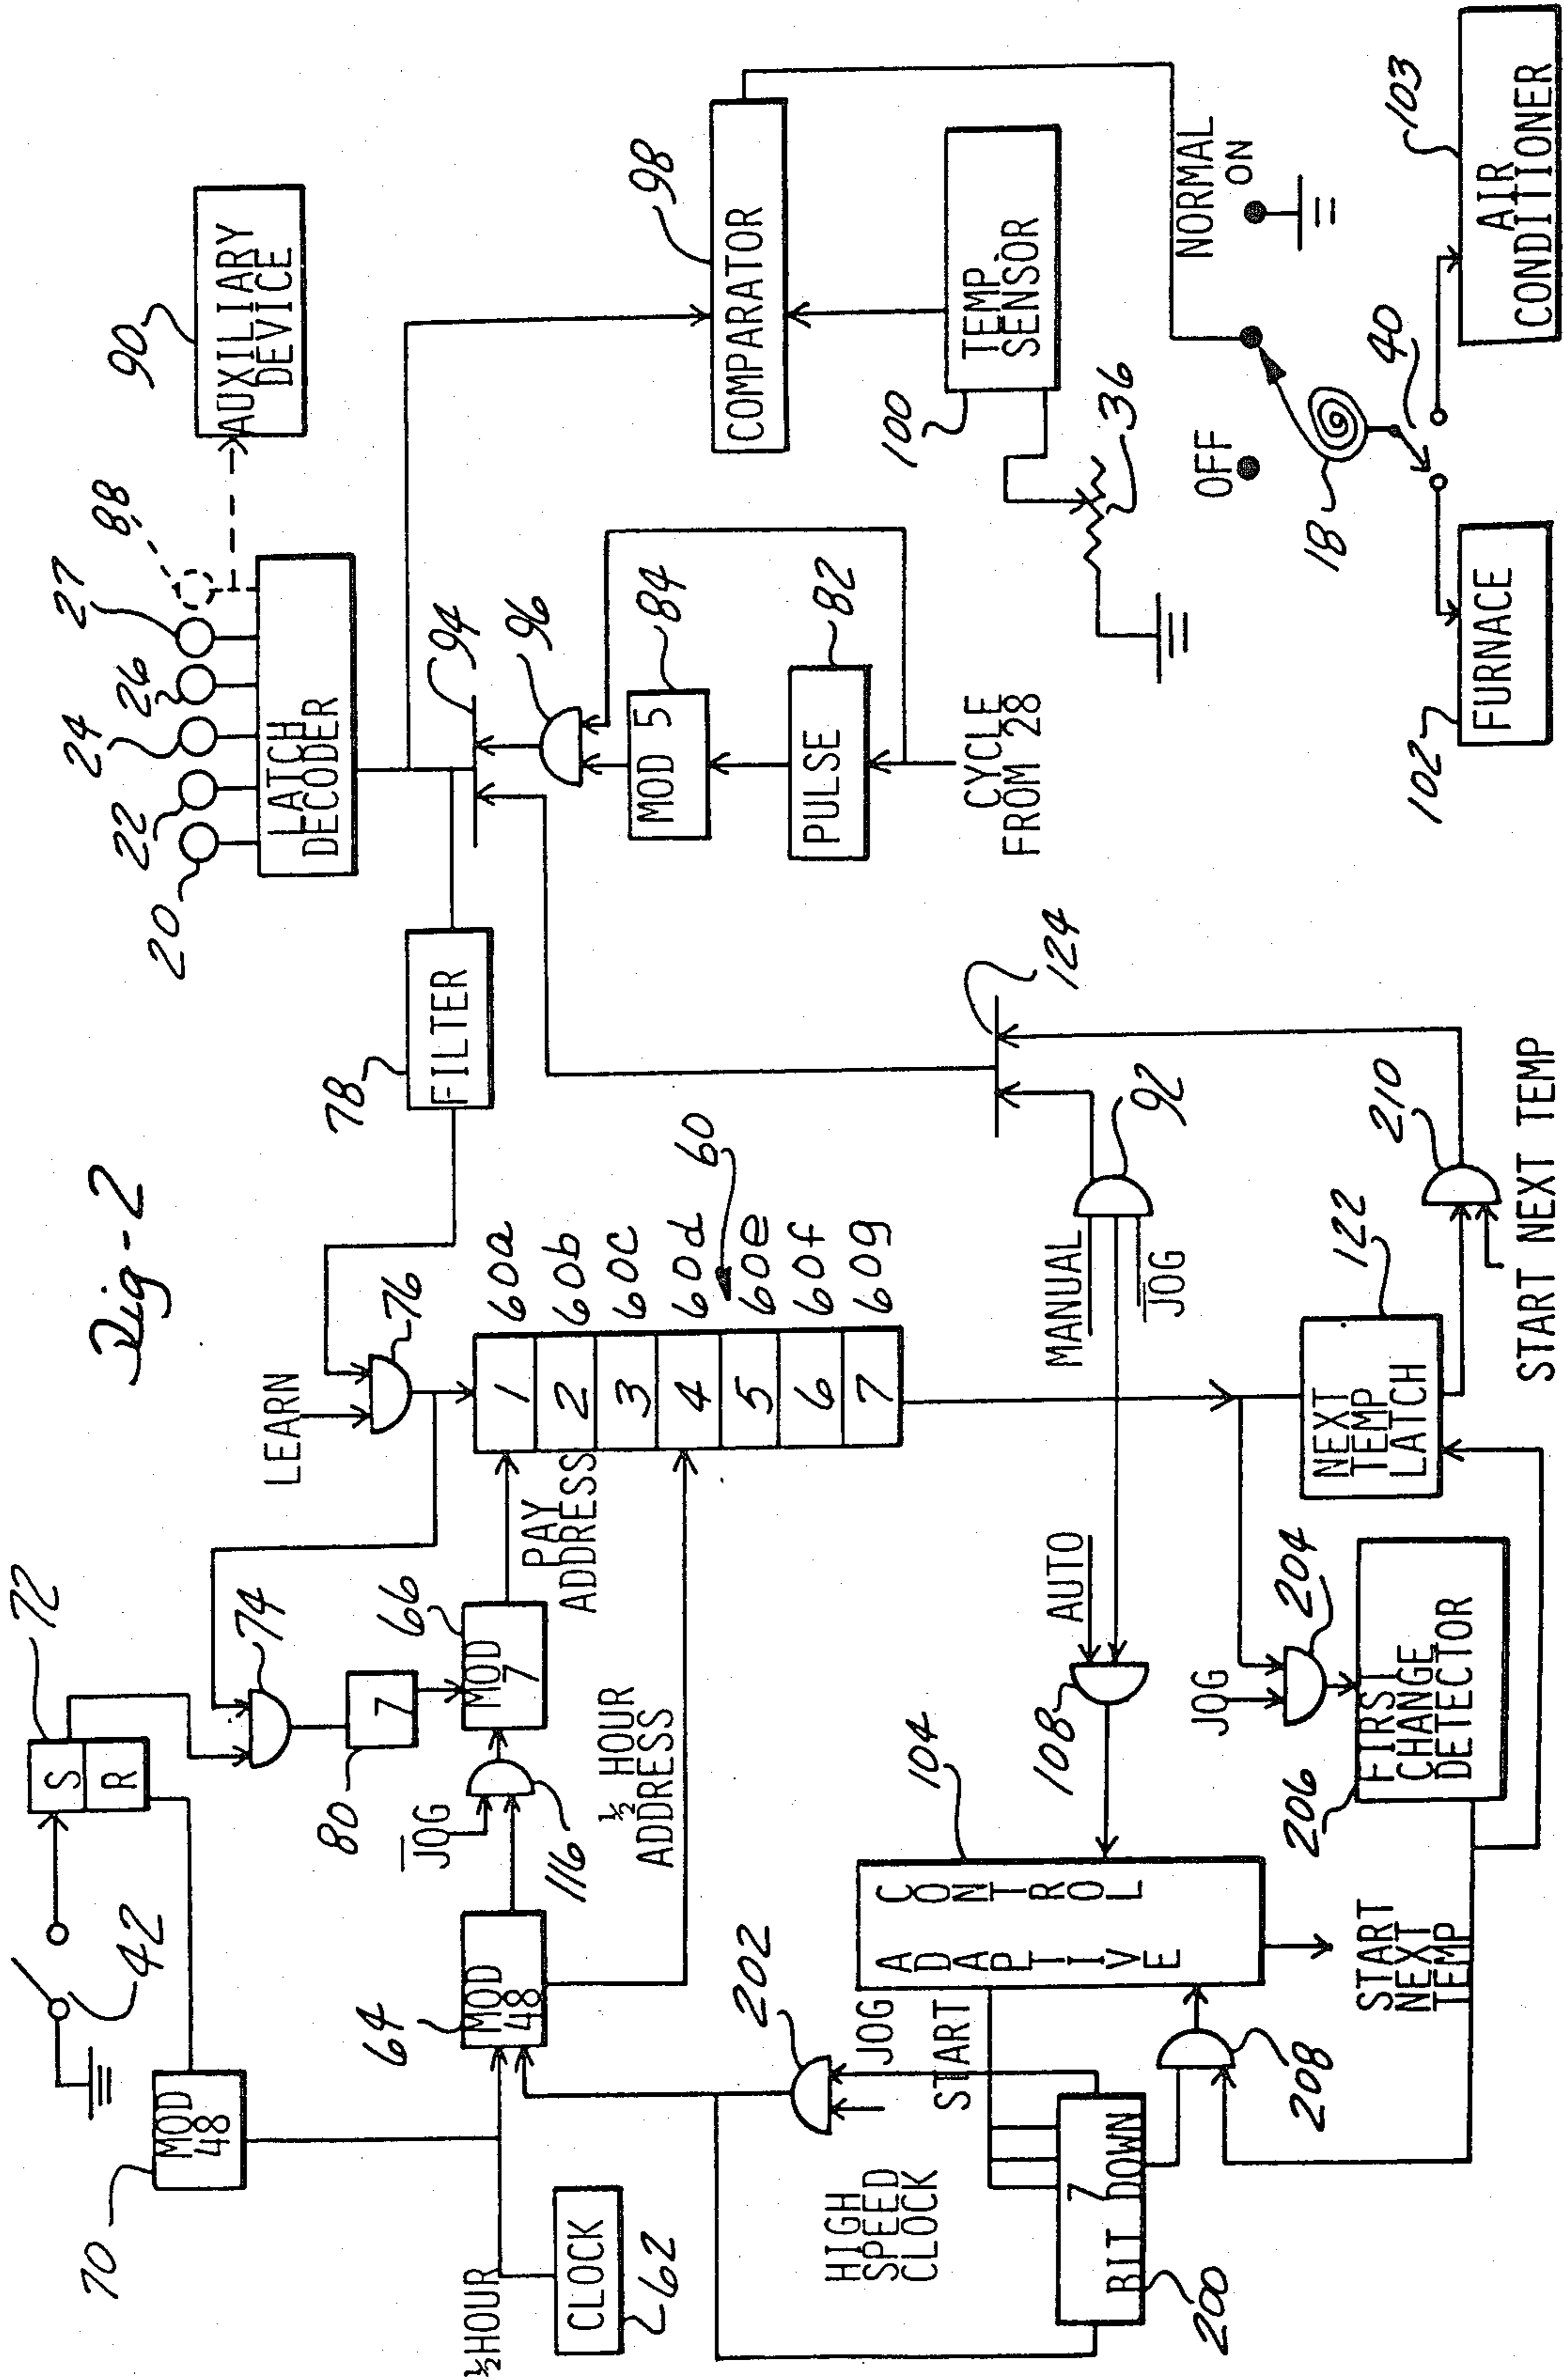 Fig-2
72
S
R
42
70
MOD
48
½ HOUR
CLOCK
62
64
MOD
48
JOG
116
74
80
7
66
MOD
7
PAY
ADDRESS
½ HOUR
ADDRESS
LEARN
76
1
2
3
4
5
6
7
60a
60b
60c
60d
60e
60f
60g
60
78
FILTER
20
22
24
26
27
88
LATCH
DECODER
90
AUXILIARY
DEVICE
94
96
MOD 5
84
PULSE
82
CYCLE
FROM 28
COMPARATOR
98
TEMP
SENSOR
100
36
NORMAL
ON
OFF
18
40
102
FURNACE
103
AIR
CONDITIONER
124
MANUAL
JOG
92
AUTO
108
104
ADAPTIVE
CONTROL
202
JOG
START
HIGH
SPEED
CLOCK
7
BIT DOWN
200
208
START
NEXT
TEMP
JOG
204
206
FIRST
CHANGE
DETECTOR
NEXT
TEMP
LATCH
122
210
START NEXT TEMP